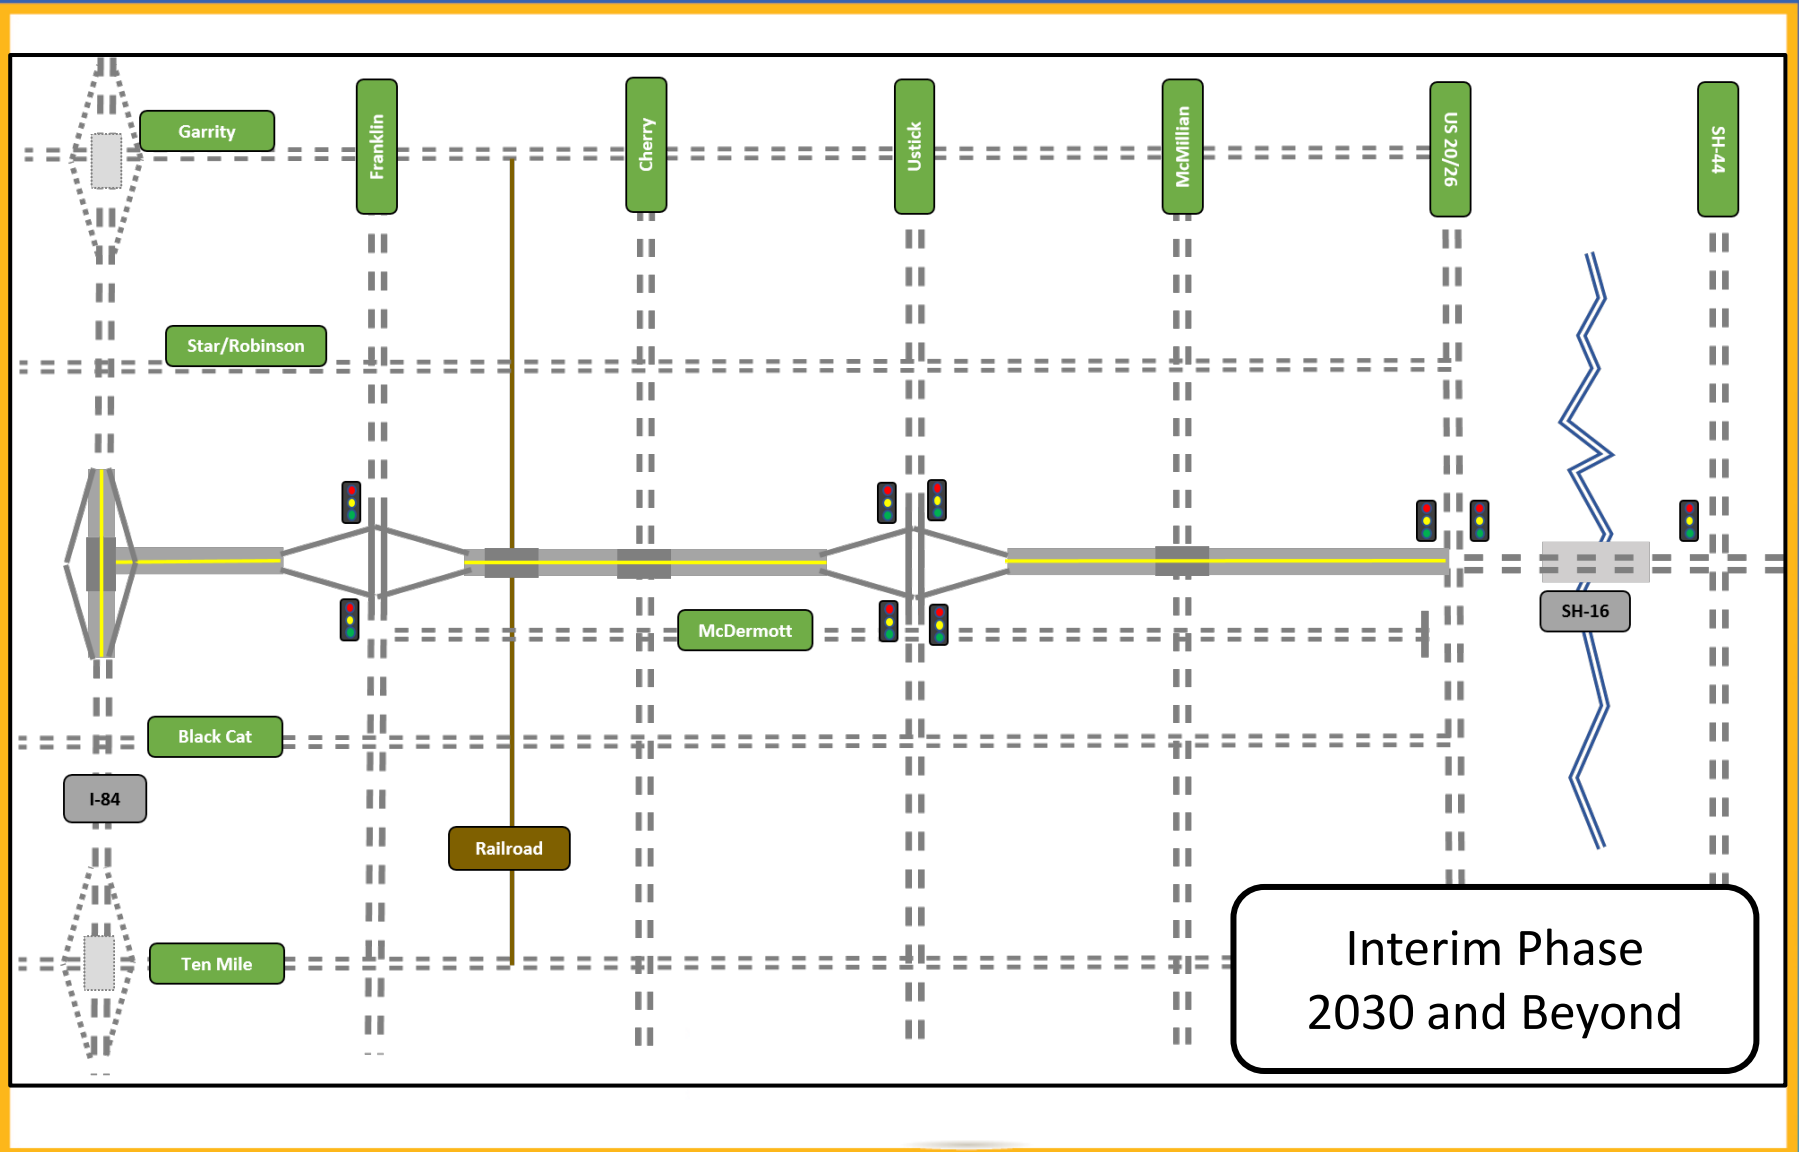 Garrity
Franklin
Cherry
Ustick
McMillian
US 20/26
SH-44
Star/Robinson
McDermott
SH-16
Black Cat
I-84
Railroad
Ten Mile
Interim Phase
2030 and Beyond